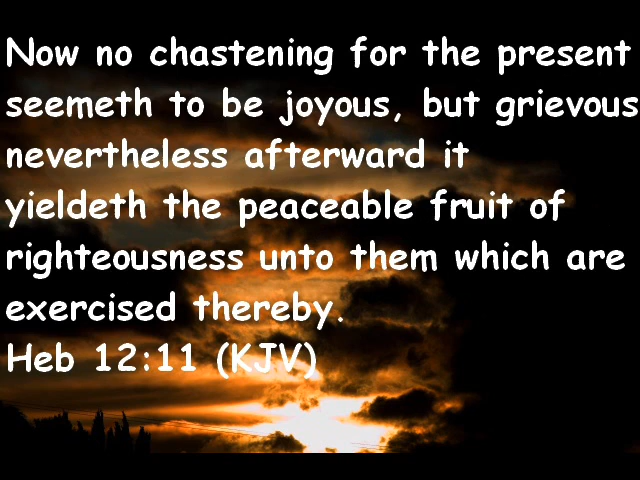 Now no chastening for the present
seemeth to be joyous, but grievous
nevertheless afterward it
yieldeth the peaceable fruit of
righteousness unto them which are
exercised thereby.
Heb 12:11 (KJV)